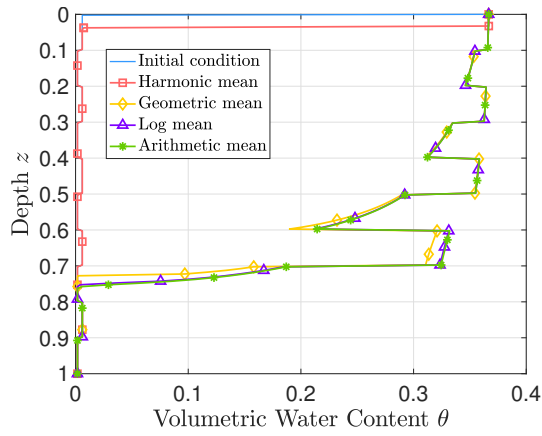 0
0.1
0.2
0.3
0.4
0.5
0.6
0.7
0.8
0.9
1
Depth z
Initial condition
Harmonic mean
Geometric mean
Log mean
Arithmetic mean
0
0.1
0.2
0.3
0.4
Volumetric Water Content θ